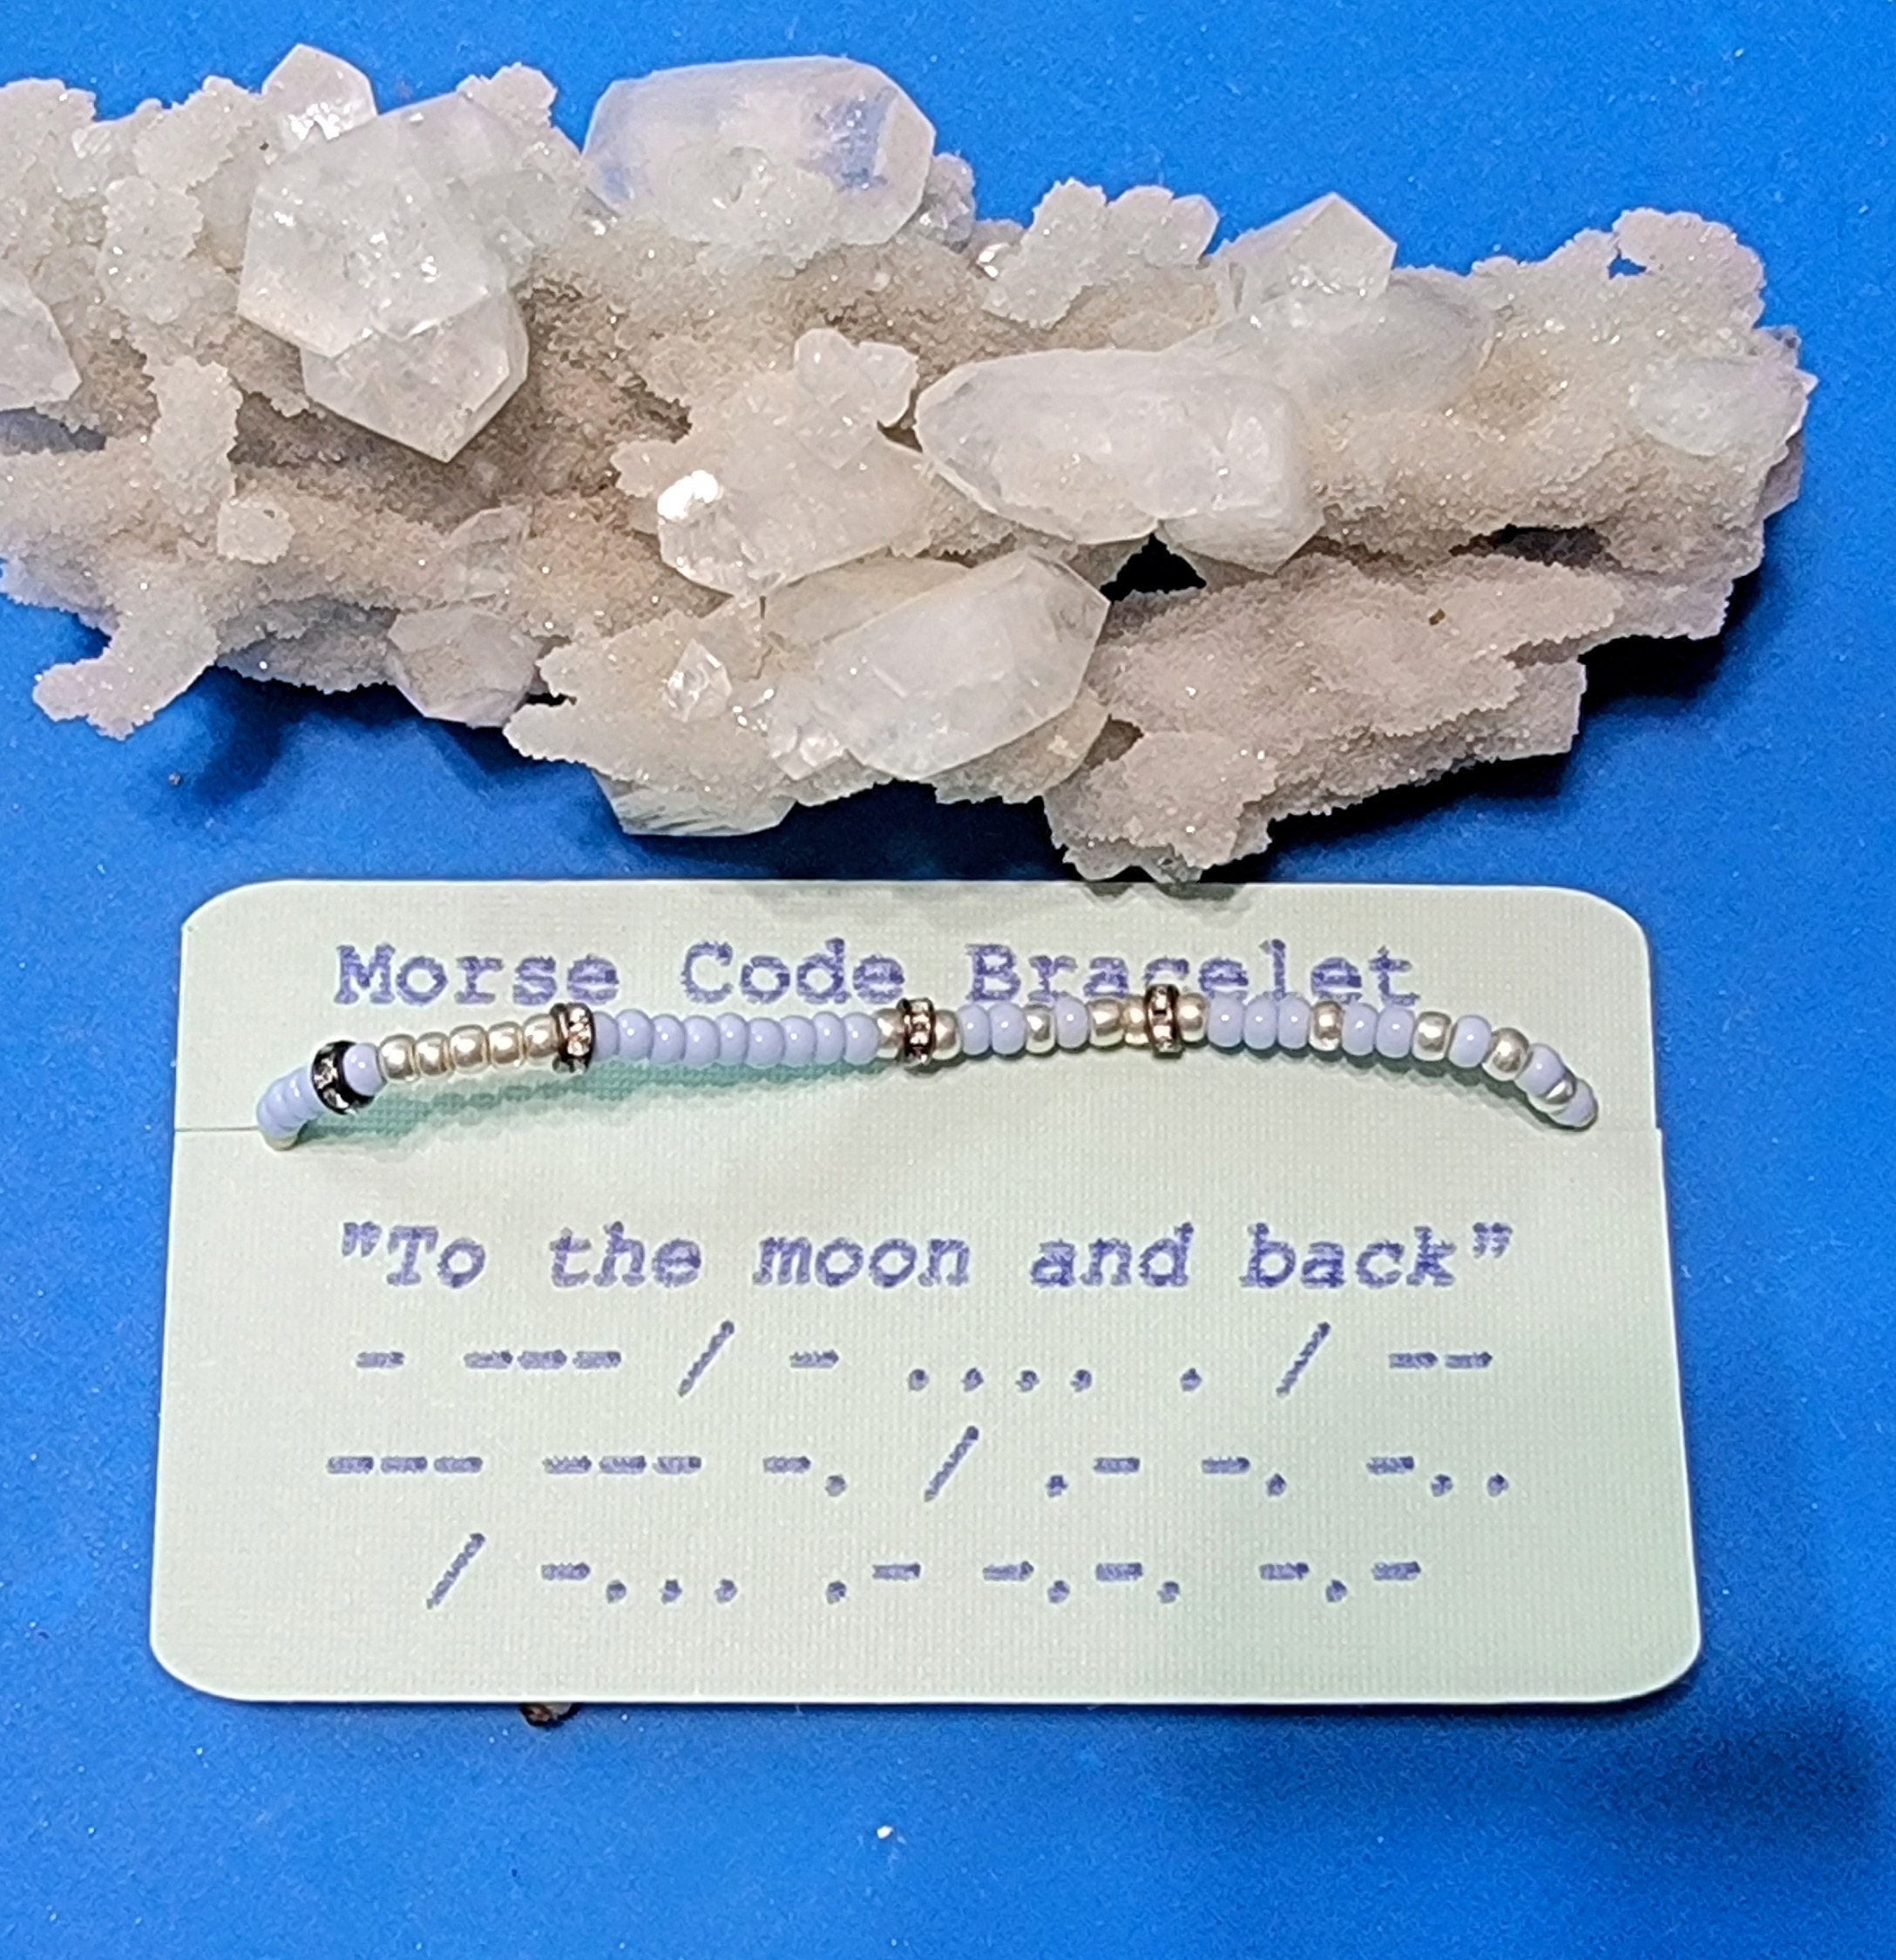 Morse Code Bracelet
"To the moon and back"
- --- / - .... . / --
--- --- -. / .- -. -..
/ -... .- -.-. -.-